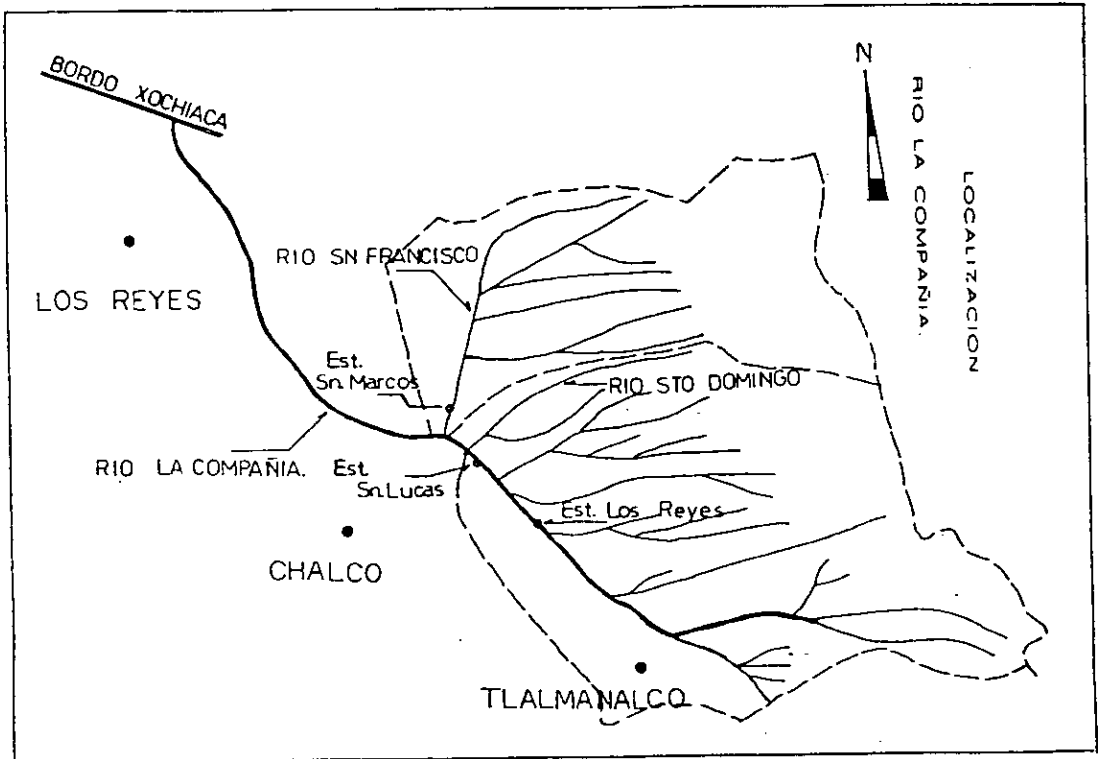 BORDO XOCHIACA
N
LOCALIZACION
RIO LA COMPAÑIA.
LOS REYES
RIO SN FRANCISCO
Est.
Sn. Marcos
RIO STO DOMINGO
RIO LA COMPAÑIA.
Est
Sn. Lucas
Est. Los Reyes
CHALCO
TLALMANALCO